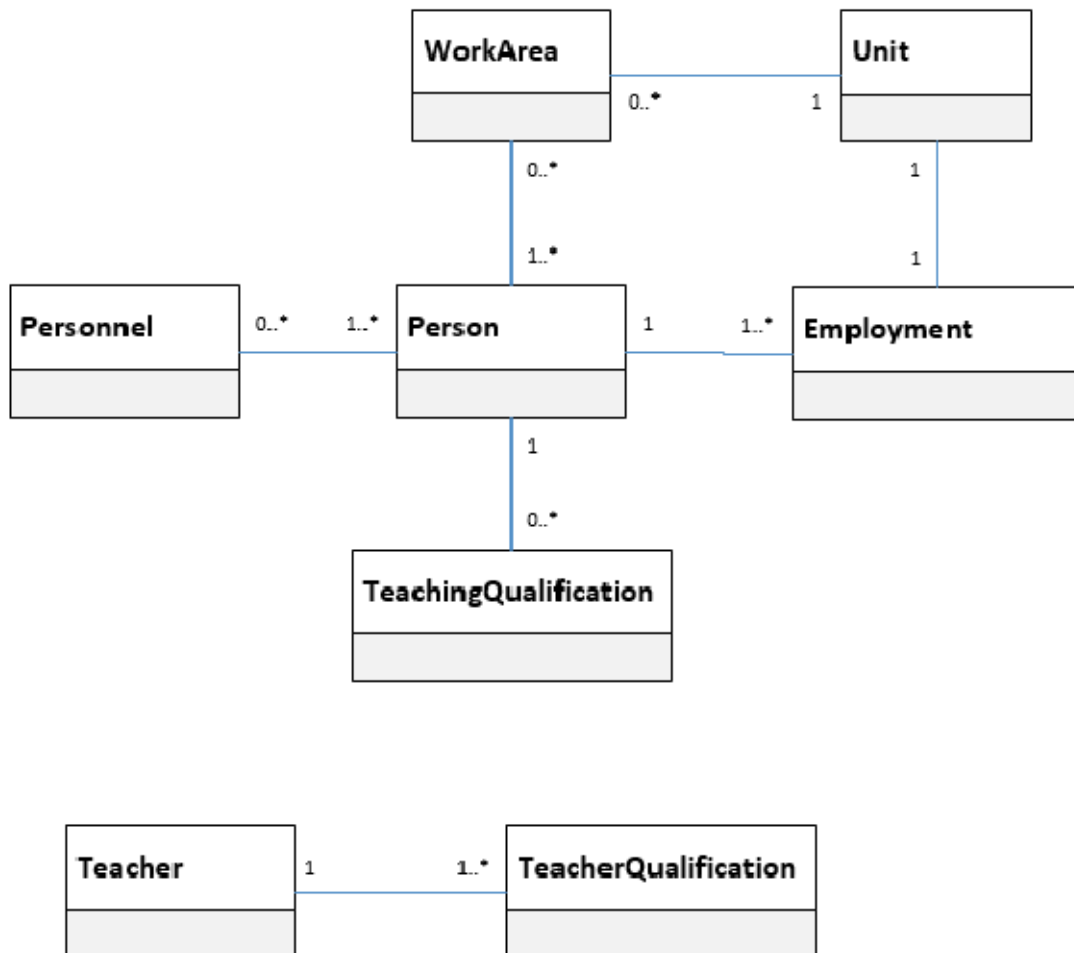 WorkArea
Unit
0..*
1
0..*
1
1..*
1
Personnel
0..*
1..*
Person
1
1..*
Employment
1
0..*
TeachingQualification
Teacher
1
1..*
TeacherQualification